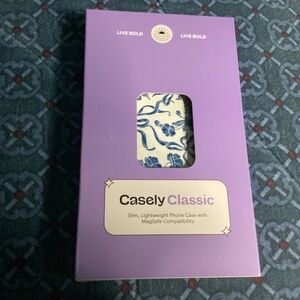 LIVE BOLD LIVE BOLD
Casely Classic
Slim, Lightweight Phone Case with
MagSafe Compatibility